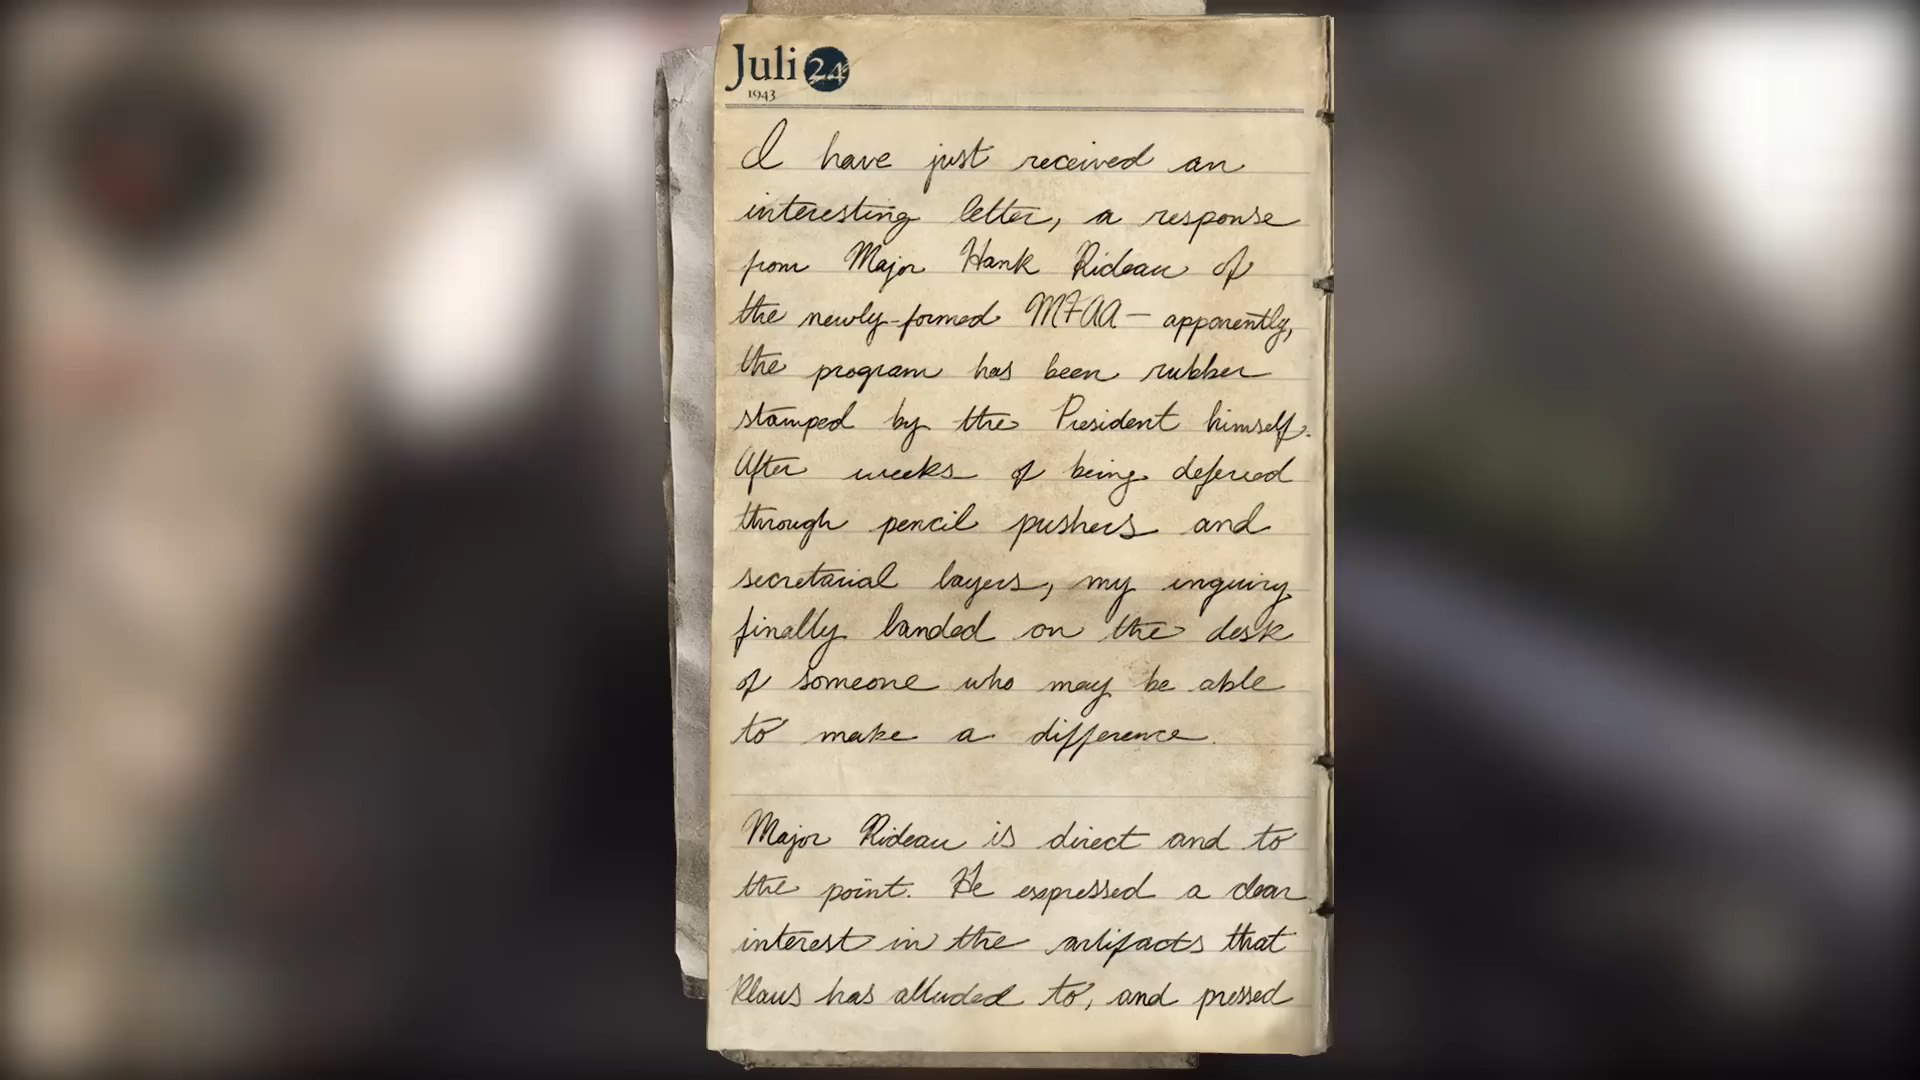 Juli 24
1943
I have just received an
interesting letter, a response
from Major Hank Rideau of
the newly-formed MFAA — apparently,
the program has been rubber
stamped by the President himself.
After weeks of being deferred
through pencil pushers and
secretarial layers, my inquiry
finally landed on the desk
of someone who may be able
to make a difference.
Major Rideau is direct and to
the point. He expressed a clear
interest in the artifacts that
Klaus has alluded to, and pressed